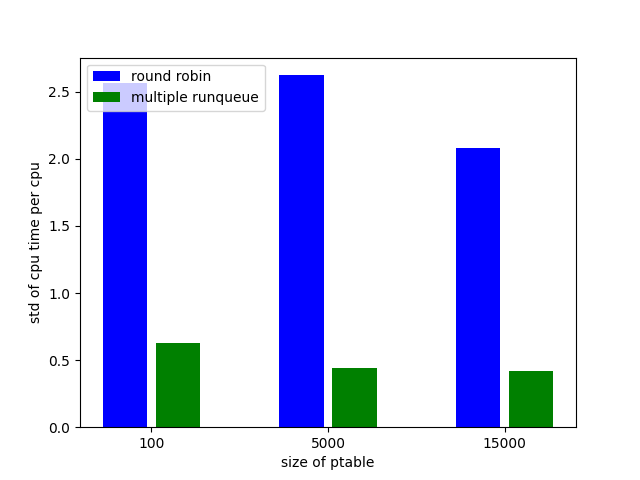 round robin
multiple runqueue
2.5
2.0
1.5
1.0
0.5
0.0
std of cpu time per cpu
100
5000
15000
size of ptable